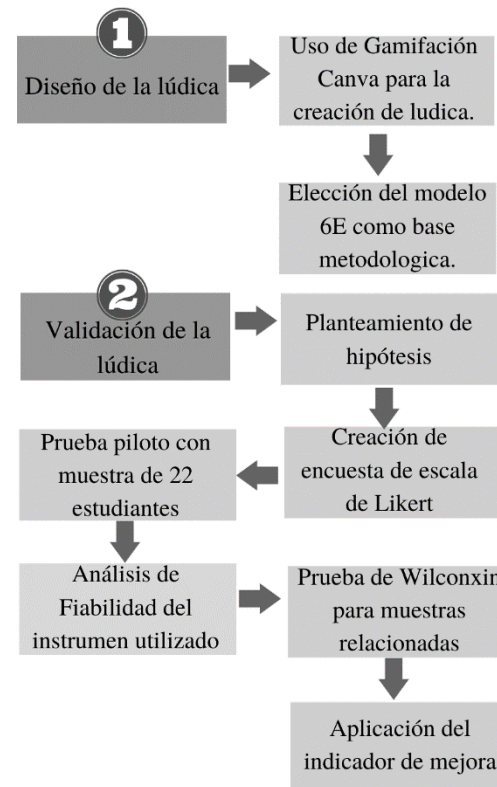 1
Diseño de la lúdica
Uso de Gamifación
Canva para la
creación de ludica.
Elección del modelo
6E como base
metodologica.
2
Validación de la
lúdica
Planteamiento de
hipótesis
Creación de
encuesta de escala
de Likert
Prueba piloto con
muestra de 22
estudiantes
Análisis de
Fiabilidad del
instrumen utilizado
Prueba de Wilconxin
para muestras
relacionadas
Aplicación del
indicador de mejora